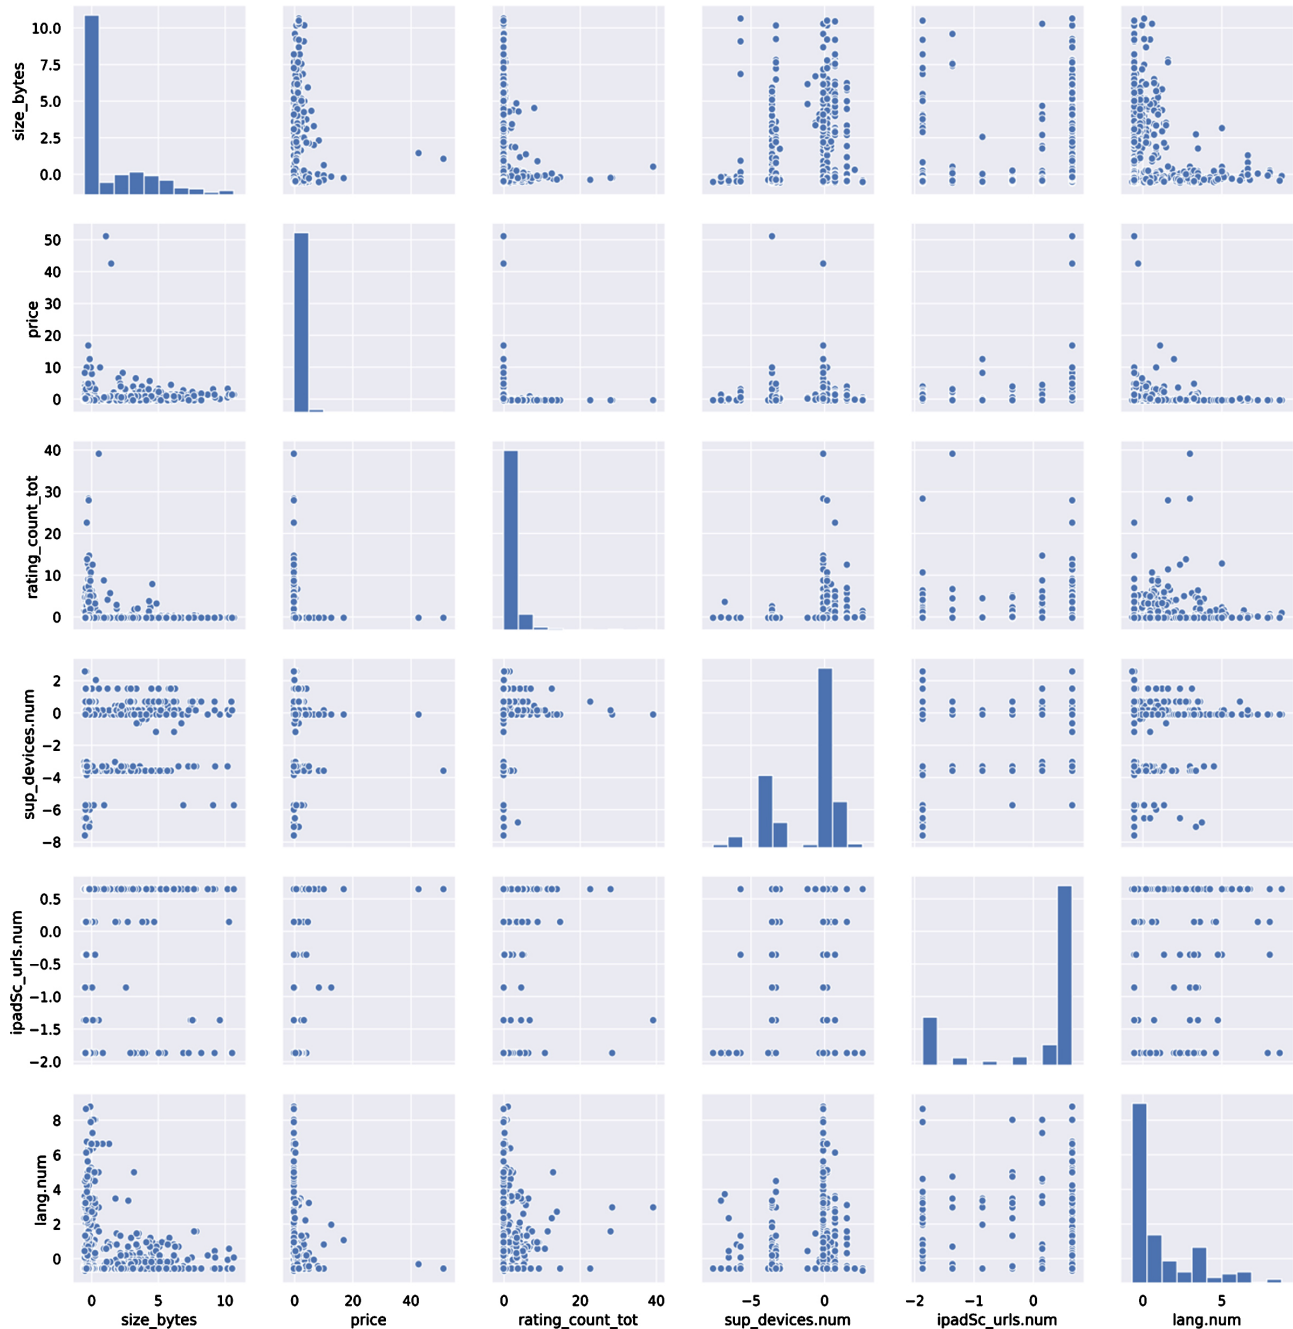 10.0
7.5
5.0
2.5
0.0
size_bytes
50
40
30
20
10
0
price
40
30
20
10
0
rating_count_tot
2
0
−2
−4
−6
−8
sup_devices.num
0.5
0.0
−0.5
−1.0
−1.5
−2.0
ipadSc_urls.num
8
6
4
2
0
lang.num
0 5 10
size_bytes
0 20 40
price
0 20 40
rating_count_tot
−5 0
sup_devices.num
−2 −1 0
ipadSc_urls.num
0 5
lang.num